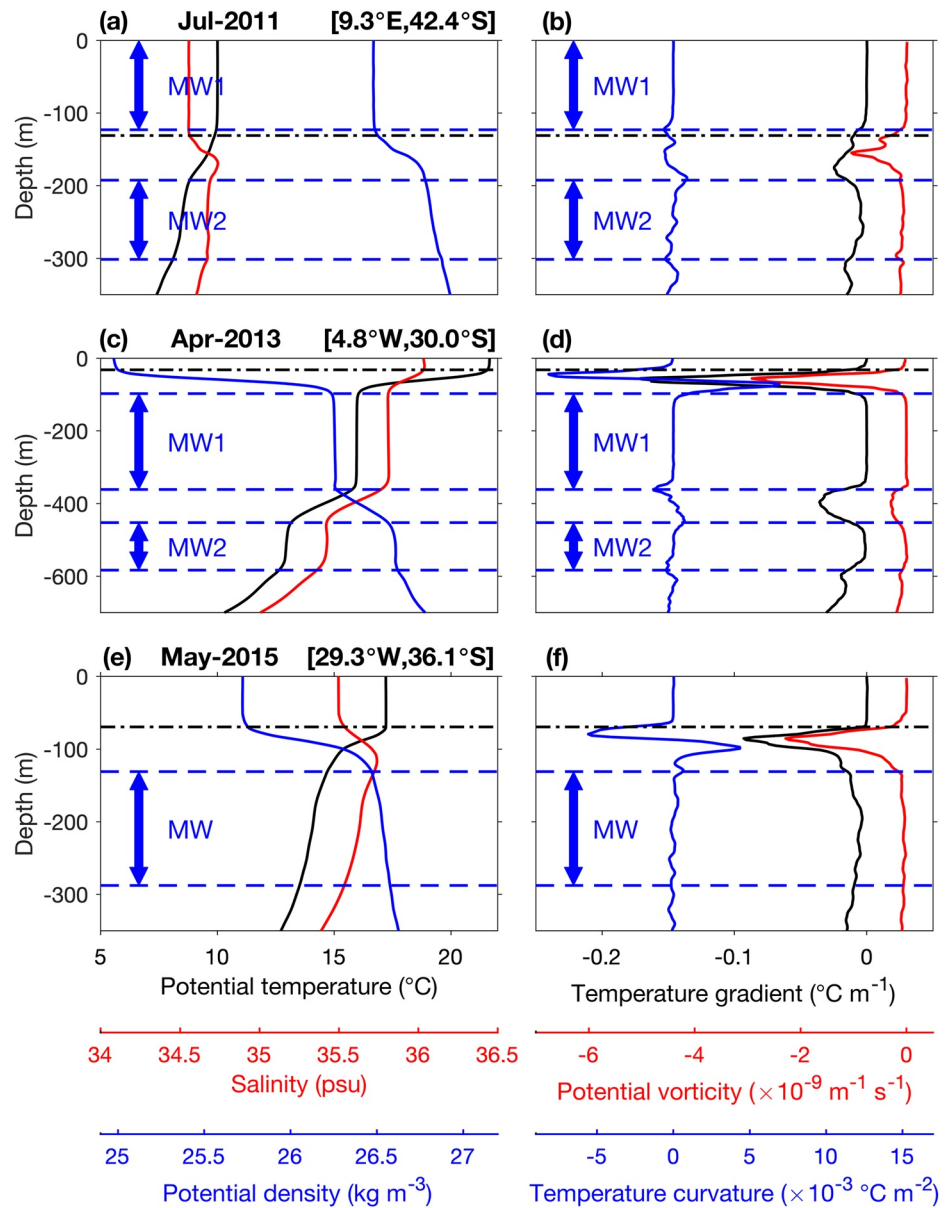 (a) Jul-2011 [9.3°E,42.4°S] (b)
0
-100
-200
-300
Depth (m)
MW1
MW2
MW1
MW2
(c) Apr-2013 [4.8°W,30.0°S] (d)
0
-200
-400
-600
Depth (m)
MW1
MW2
MW1
MW2
(e) May-2015 [29.3°W,36.1°S] (f)
0
-100
-200
-300
Depth (m)
MW
MW
5 10 15 20
Potential temperature (°C)
-0.2 -0.1 0
Temperature gradient (°C m⁻¹)
34 34.5 35 35.5 36 36.5
Salinity (psu)
-6 -4 -2 0
Potential vorticity (×10⁻⁹ m⁻¹ s⁻¹)
25 25.5 26 26.5 27
Potential density (kg m⁻³)
-5 0 5 10 15
Temperature curvature (×10⁻³ °C m⁻²)